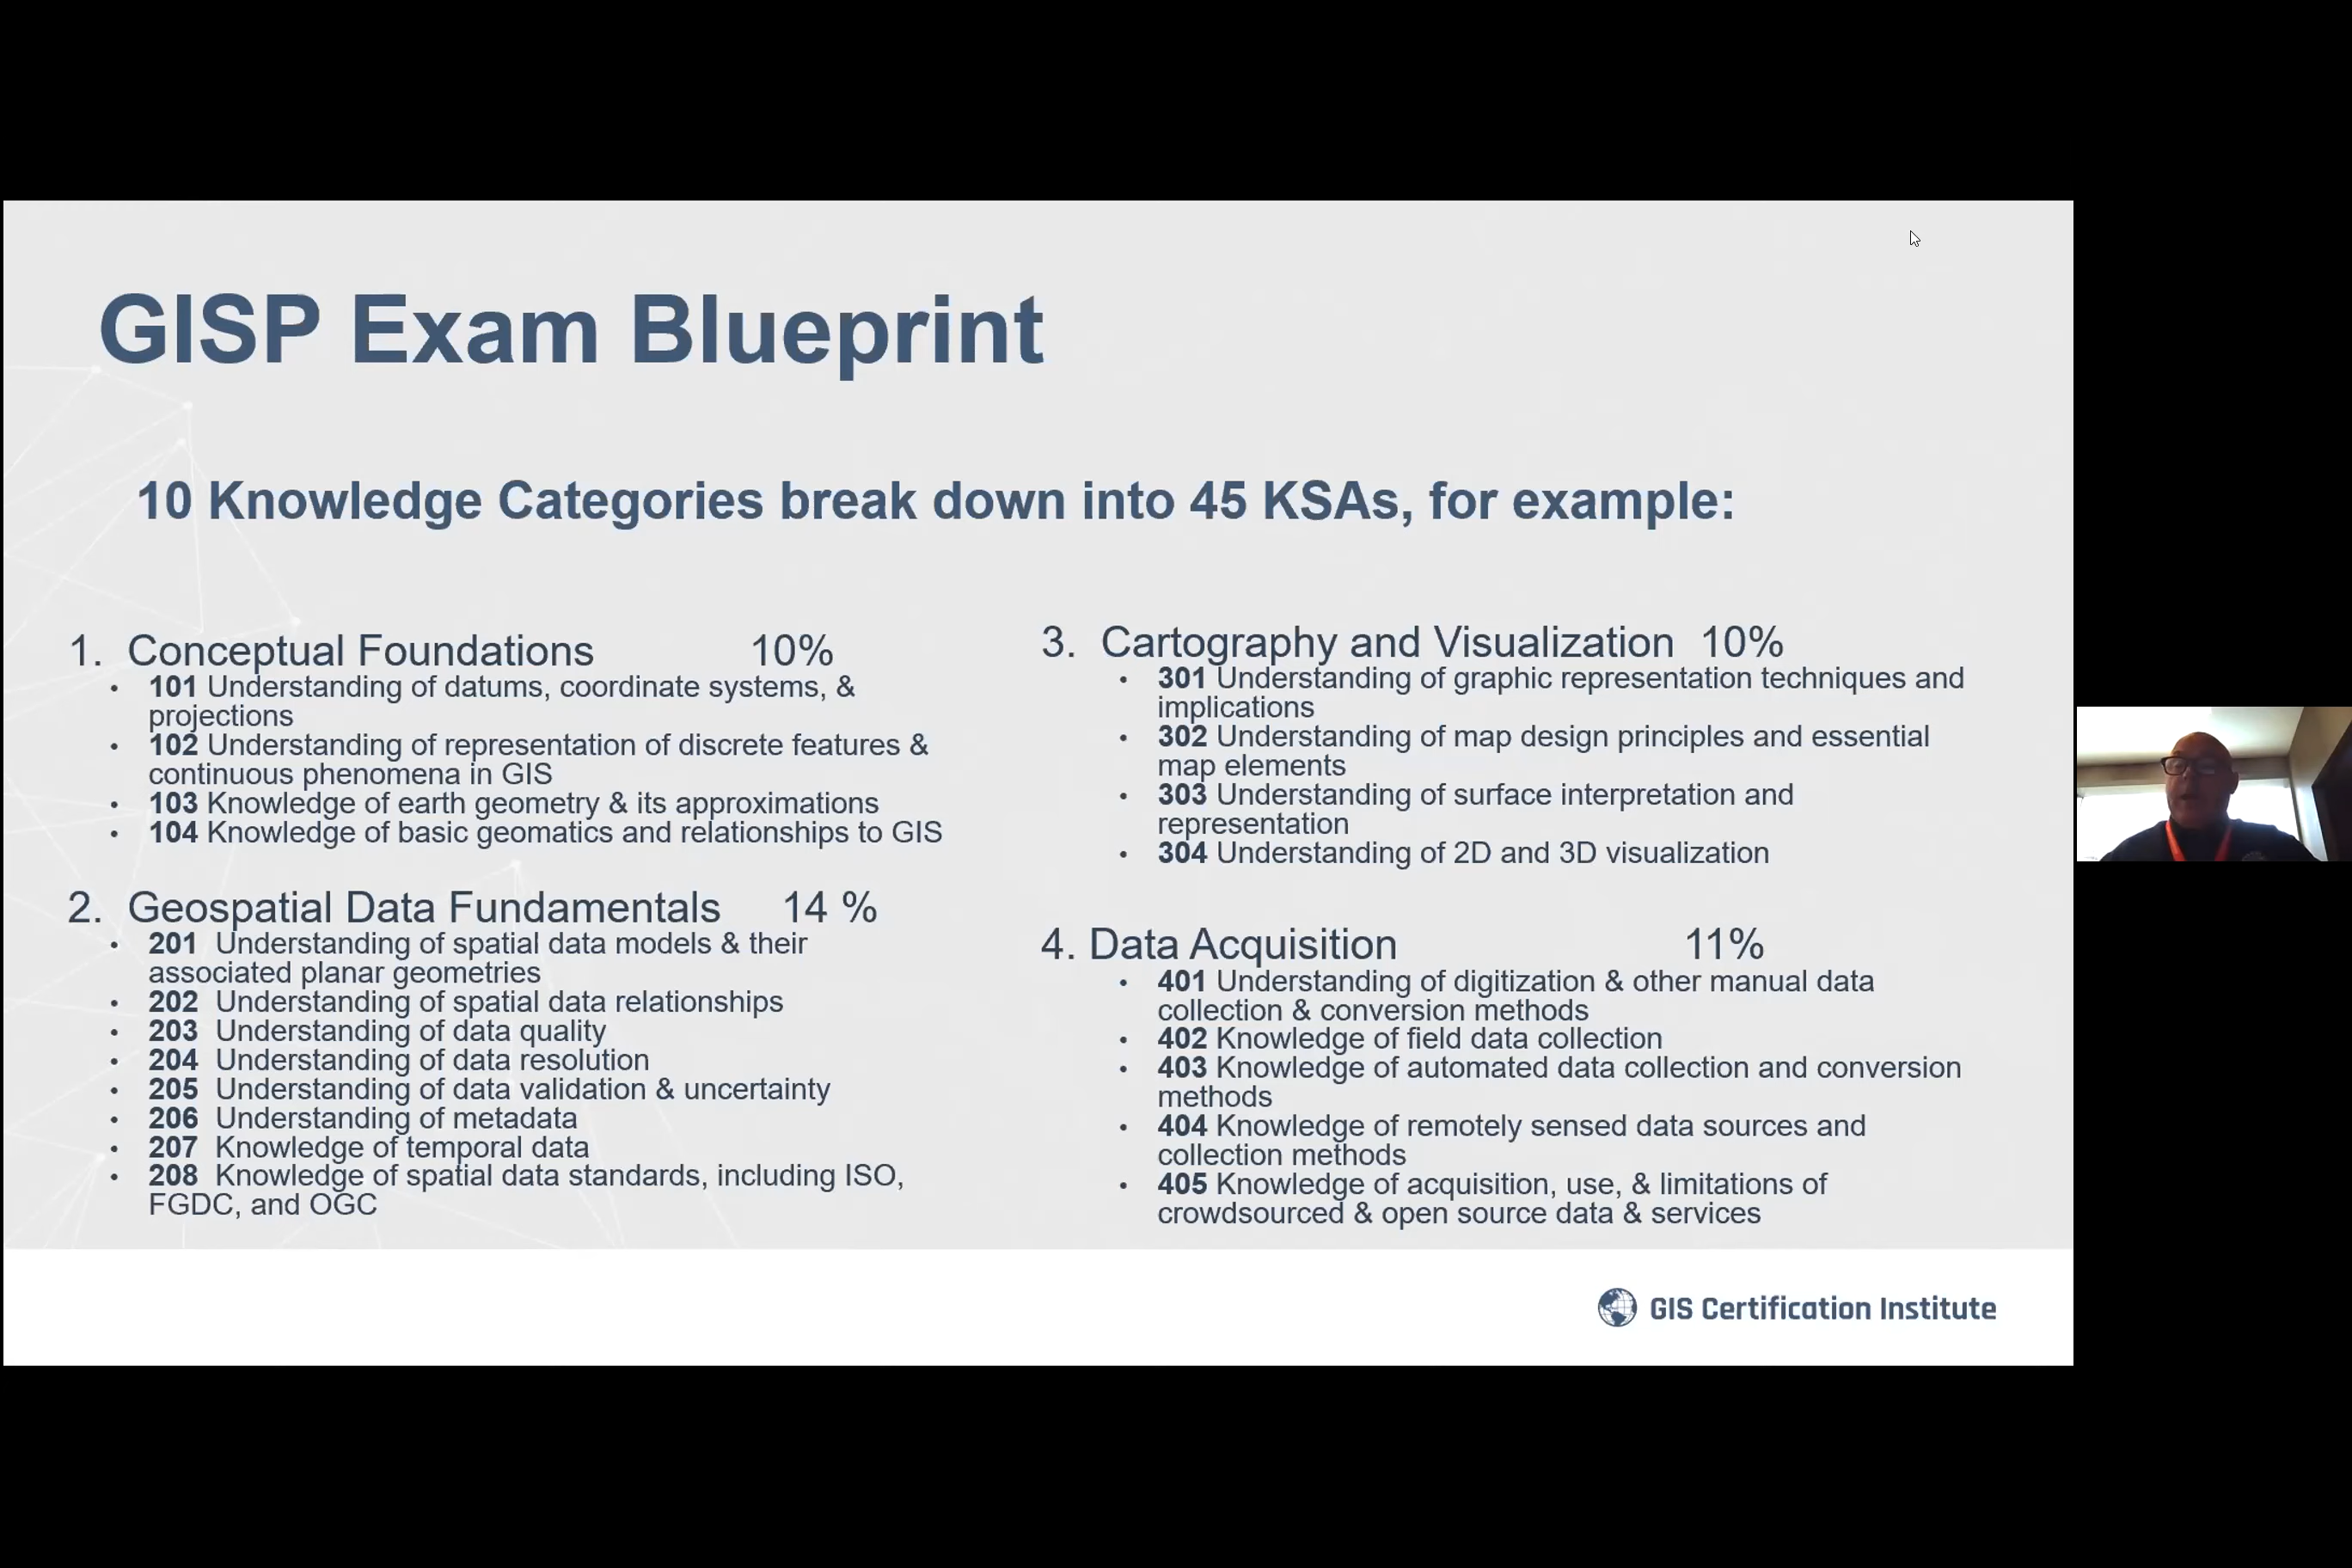 GISP Exam Blueprint
10 Knowledge Categories break down into 45 KSAs, for example:
1. Conceptual Foundations 10%
• 101 Understanding of datums, coordinate systems, &
projections
• 102 Understanding of representation of discrete features &
continuous phenomena in GIS
• 103 Knowledge of earth geometry & its approximations
• 104 Knowledge of basic geomatics and relationships to GIS
2. Geospatial Data Fundamentals 14 %
• 201 Understanding of spatial data models & their
associated planar geometries
• 202 Understanding of spatial data relationships
• 203 Understanding of data quality
• 204 Understanding of data resolution
• 205 Understanding of data validation & uncertainty
• 206 Understanding of metadata
• 207 Knowledge of temporal data
• 208 Knowledge of spatial data standards, including ISO,
FGDC, and OGC
3. Cartography and Visualization 10%
• 301 Understanding of graphic representation techniques and
implications
• 302 Understanding of map design principles and essential
map elements
• 303 Understanding of surface interpretation and
representation
• 304 Understanding of 2D and 3D visualization
4. Data Acquisition 11%
• 401 Understanding of digitization & other manual data
collection & conversion methods
• 402 Knowledge of field data collection
• 403 Knowledge of automated data collection and conversion
methods
• 404 Knowledge of remotely sensed data sources and
collection methods
• 405 Knowledge of acquisition, use, & limitations of
crowdsourced & open source data & services
GIS Certification Institute